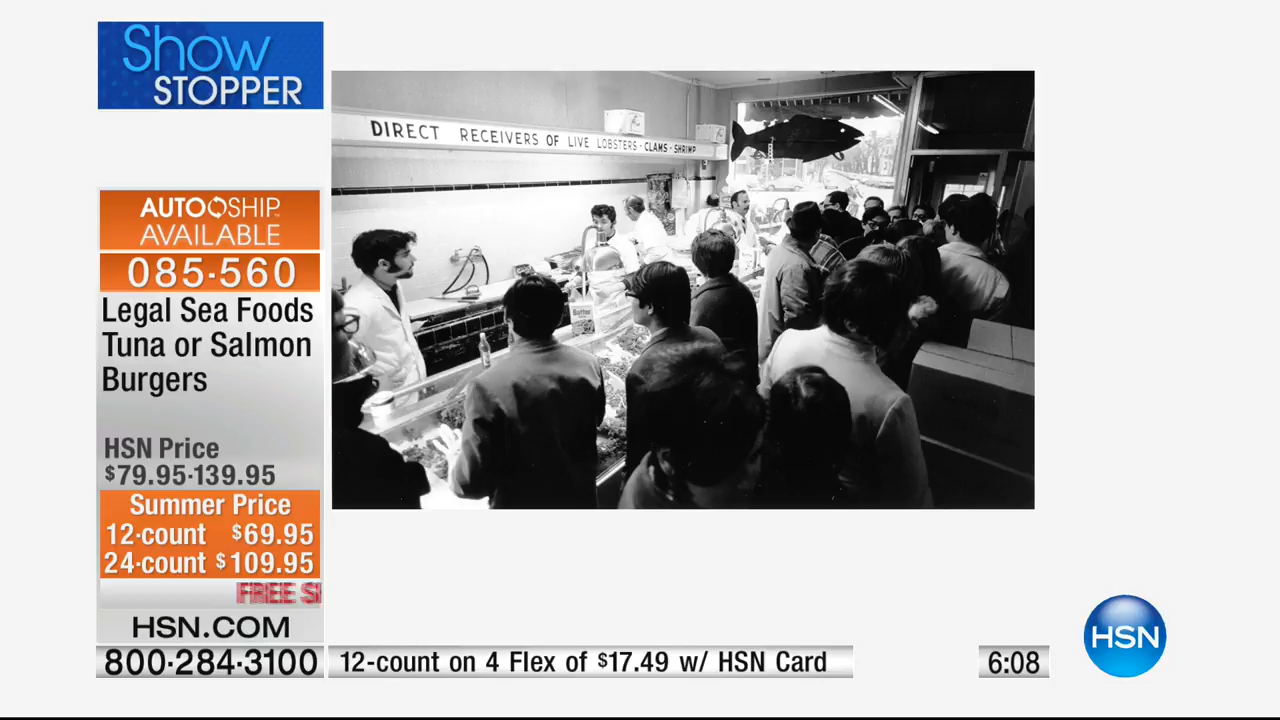 Show
STOPPER
AUTOSHIP
AVAILABLE
085-560
Legal Sea Foods
Tuna or Salmon
Burgers
HSN Price
$79.95-139.95
Summer Price
12-count $69.95
24-count $109.95
FREE S
HSN.COM
800-284-3100
DIRECT RECEIVERS OF LIVE LOBSTERS · CLAMS · SHRIMP
12-count on 4 Flex of $17.49 w/ HSN Card
6:08
HSN